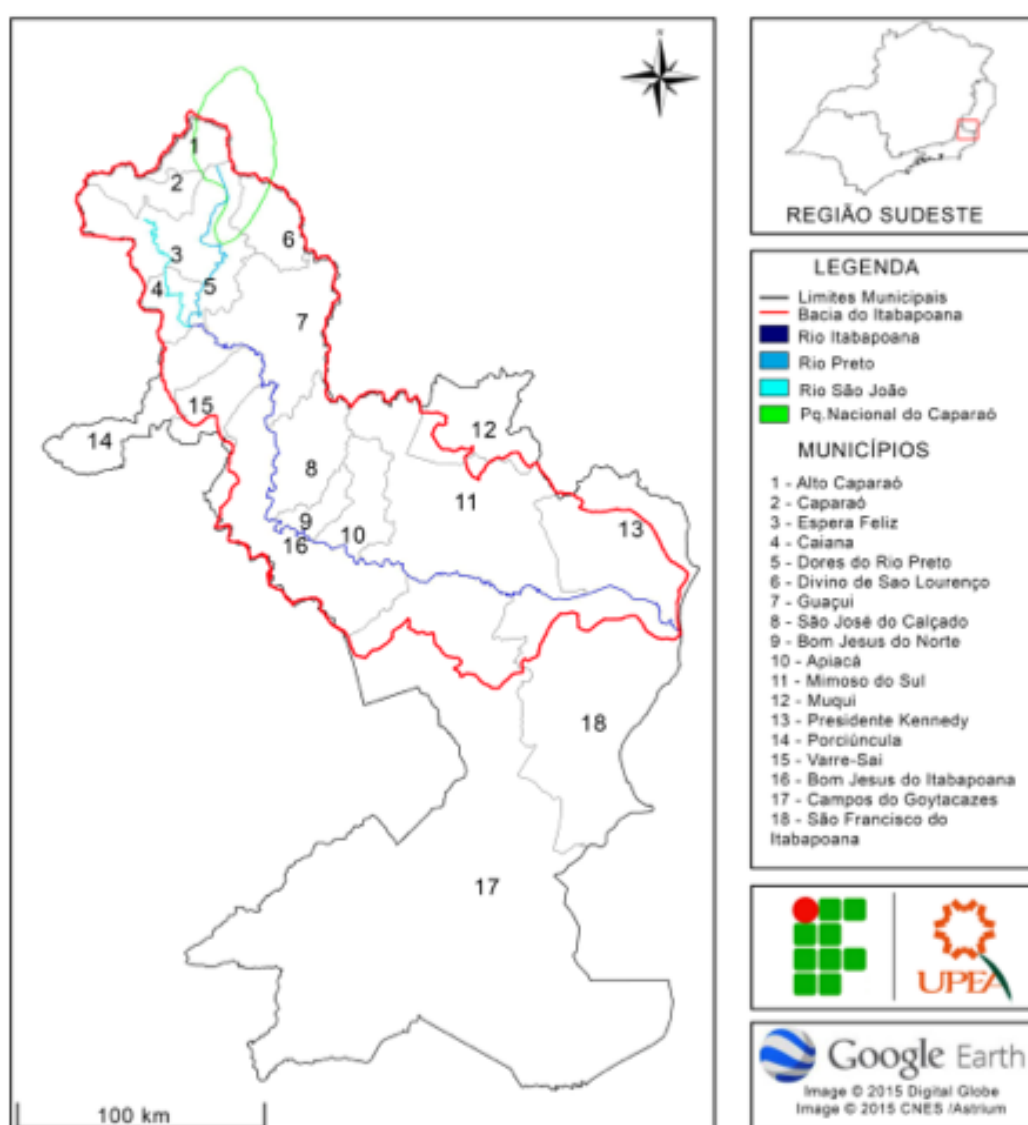 N
1
2
6
3
4
5
7
15
14
12
8
11
9
13
16
10
18
17
100 km
REGIÃO SUDESTE
LEGENDA
Limites Municipais
Bacia do Itabapoana
Rio Itabapoana
Rio Preto
Rio São João
Pq.Nacional do Caparaó
MUNICÍPIOS
1 - Alto Caparaó
2 - Caparaó
3 - Espera Feliz
4 - Caiana
5 - Dores do Rio Preto
6 - Divino de Sao Lourenço
7 - Guaçui
8 - São José do Calçado
9 - Bom Jesus do Norte
10 - Apiacá
11 - Mimoso do Sul
12 - Muqui
13 - Presidente Kennedy
14 - Porciúncula
15 - Varre-Sai
16 - Bom Jesus do Itabapoana
17 - Campos do Goytacazes
18 - São Francisco do
Itabapoana
UPEA
Google Earth
Image © 2015 Digital Globe
Image © 2015 CNES /Astrium